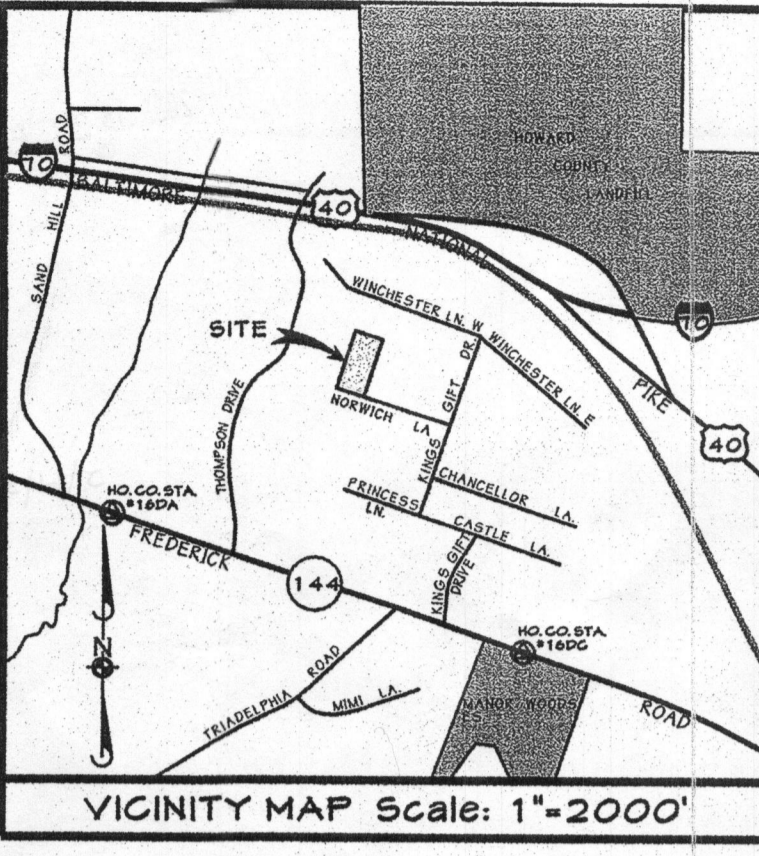 HOWARD
COUNTY
LANDFILL
ROAD
70
BALTIMORE
40
NATIONAL
SAND HILL
WINCHESTER LN. W
WINCHESTER LN. E
SITE
DR.
70
PIKE
NORWICH LA
KINGS GIFT
THOMPSON DRIVE
40
CHANCELLOR LA.
PRINCESS
LN.
HO.CO.STA.
#16DA
CASTLE LA.
FREDERICK
KINGS GIFT
DRIVE
144
HO.CO.STA.
#16DC
N
TRIADELPHIA ROAD
MIMI LA.
MANOR WOODS
ES
ROAD
VICINITY MAP Scale: 1"=2000'